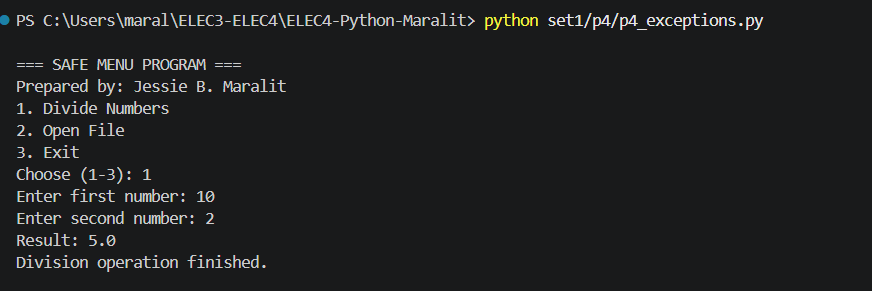 PS C:\Users\maral\ELEC3-ELEC4\ELEC4-Python-Maralit> python set1/p4/p4_exceptions.py
=== SAFE MENU PROGRAM ===
Prepared by: Jessie B. Maralit
1. Divide Numbers
2. Open File
3. Exit
Choose (1-3): 1
Enter first number: 10
Enter second number: 2
Result: 5.0
Division operation finished.